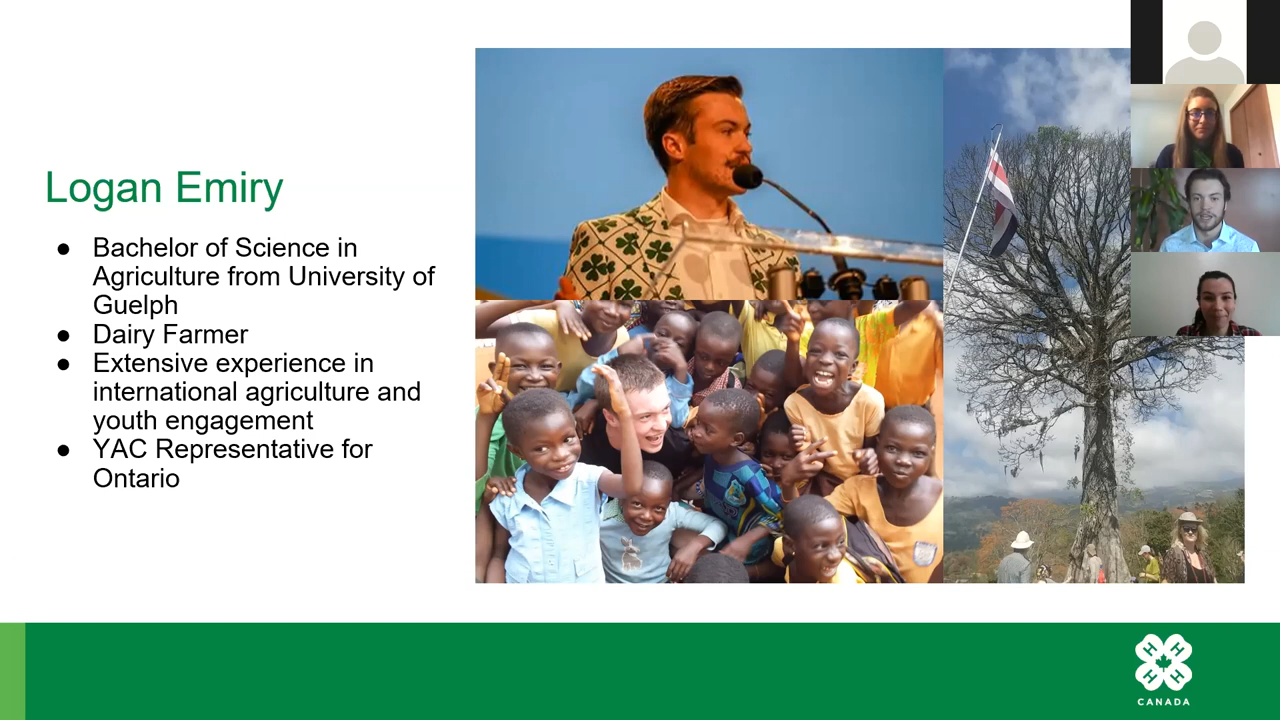 Logan Emiry
● Bachelor of Science in
Agriculture from University of
Guelph
● Dairy Farmer
● Extensive experience in
international agriculture and
youth engagement
● YAC Representative for
Ontario
H H
H H
CANADA